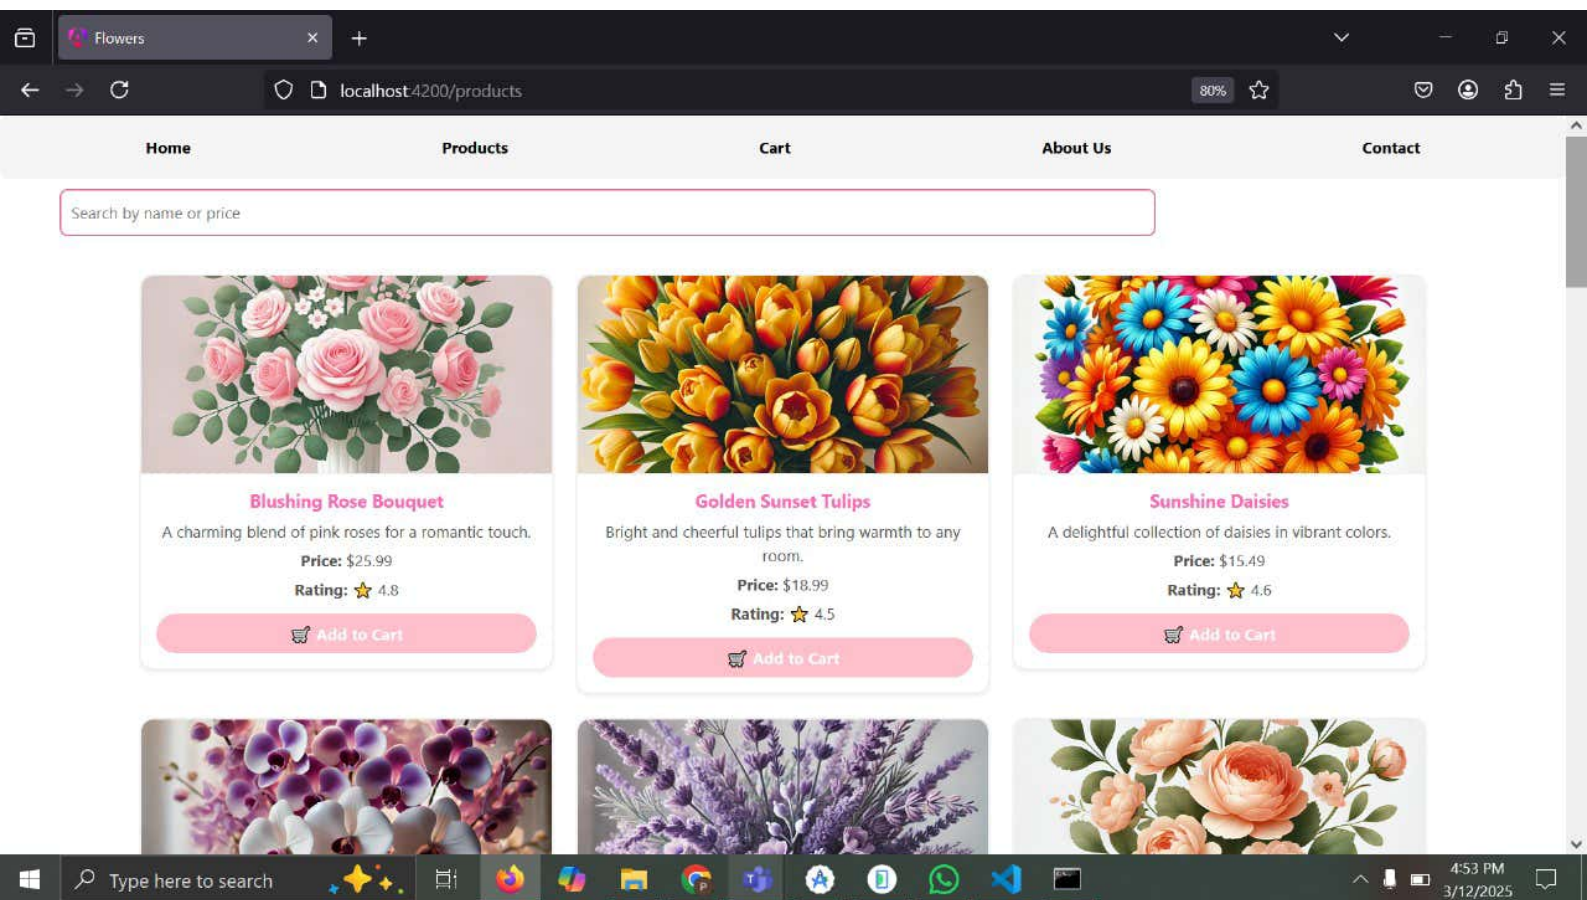 Flowers
localhost:4200/products
80%
Home Products Cart About Us Contact
Search by name or price
Blushing Rose Bouquet
A charming blend of pink roses for a romantic touch.
Price: $25.99
Rating: ⭐ 4.8
🛒 Add to Cart
Golden Sunset Tulips
Bright and cheerful tulips that bring warmth to any
room.
Price: $18.99
Rating: ⭐ 4.5
🛒 Add to Cart
Sunshine Daisies
A delightful collection of daisies in vibrant colors.
Price: $15.49
Rating: ⭐ 4.6
🛒 Add to Cart
Type here to search
4:53 PM
3/12/2025